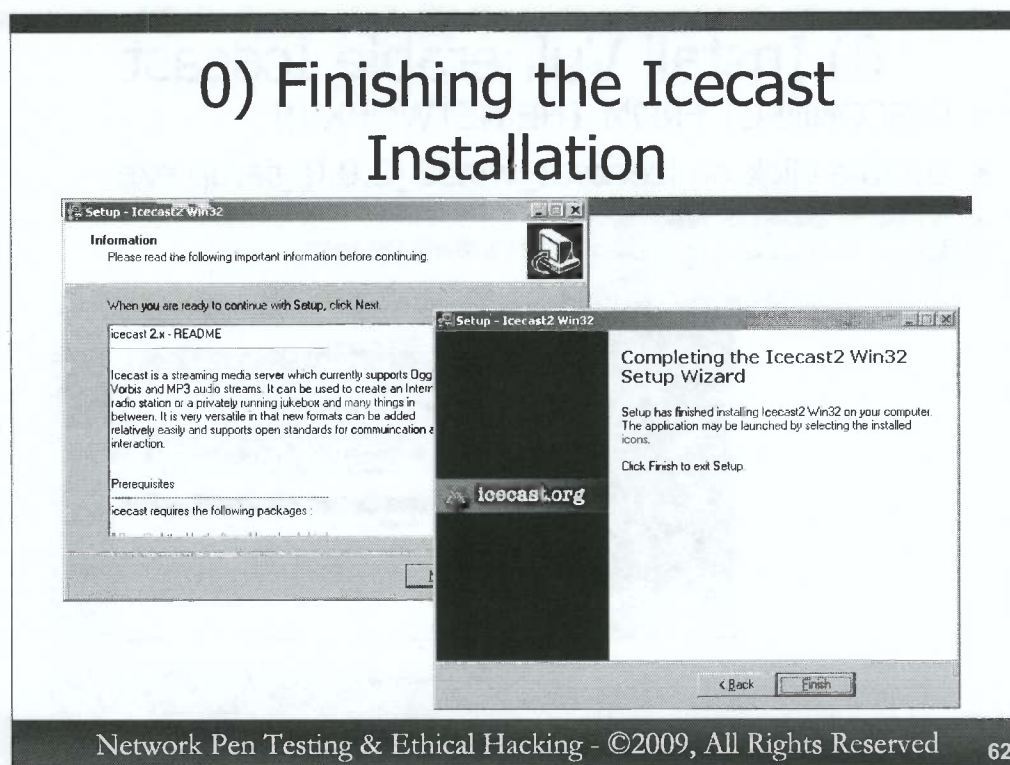 0) Finishing the Icecast
Installation
Setup - Icecast2 Win32
Information
Please read the following important information before continuing.
When you are ready to continue with Setup, click Next.
icecast 2.x - README
Icecast is a streaming media server which currently supports Ogg
Vorbis and MP3 audio streams. It can be used to create an Intern
radio station or a privately running jukebox and many things in
between. It is very versatile in that new formats can be added
relatively easily and supports open standards for commuincation a
interaction.
Prerequisites
icecast requires the following packages :
Setup - Icecast2 Win32
Completing the Icecast2 Win32
Setup Wizard
Setup has finished installing Icecast2 Win32 on your computer.
The application may be launched by selecting the installed
icons.
Click Finish to exit Setup.
icecast.org
< Back
Finish
Network Pen Testing & Ethical Hacking - ©2009, All Rights Reserved
62